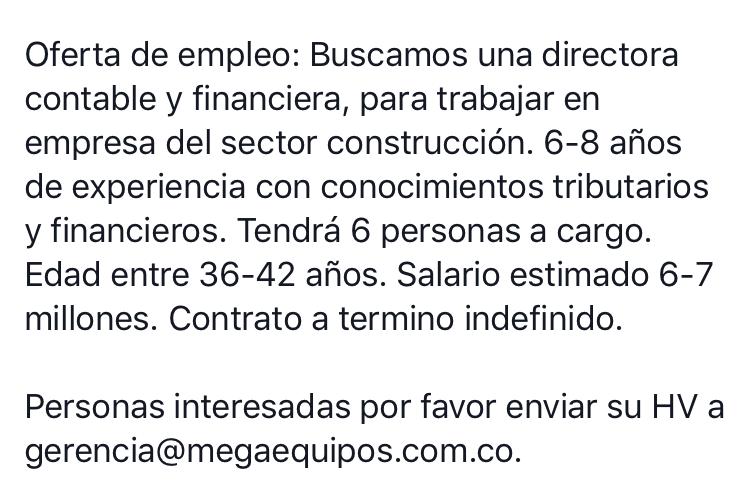 Oferta de empleo: Buscamos una directora
contable y financiera, para trabajar en
empresa del sector construcción. 6-8 años
de experiencia con conocimientos tributarios
y financieros. Tendrá 6 personas a cargo.
Edad entre 36-42 años. Salario estimado 6-7
millones. Contrato a termino indefinido.

Personas interesadas por favor enviar su HV a
gerencia@megaequipos.com.co.